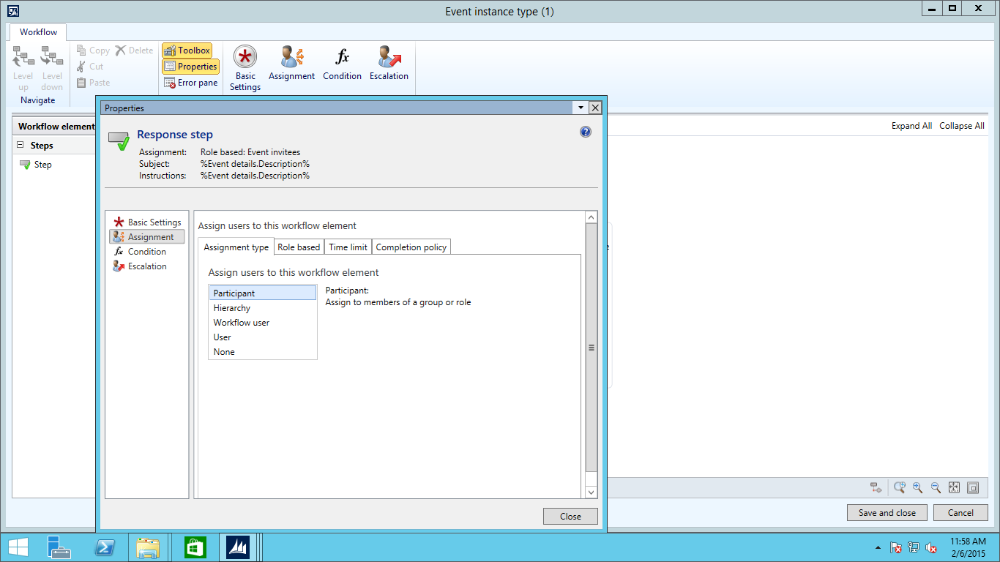 Event instance type (1)
Workflow
Level up
Level down
Navigate
Copy
Delete
Cut
Paste
Toolbox
Properties
Error pane
Basic Settings
Assignment
Condition
Escalation
Workflow element
Steps
Step
Expand All Collapse All
Properties
Response step
Assignment: Role based: Event invitees
Subject: %Event details.Description%
Instructions: %Event details.Description%
Basic Settings
Assignment
Condition
Escalation
Assign users to this workflow element
Assignment type Role based Time limit Completion policy
Assign users to this workflow element
Participant
Hierarchy
Workflow user
User
None
Participant:
Assign to members of a group or role
Close
Save and close Cancel
11:58 AM
2/6/2015